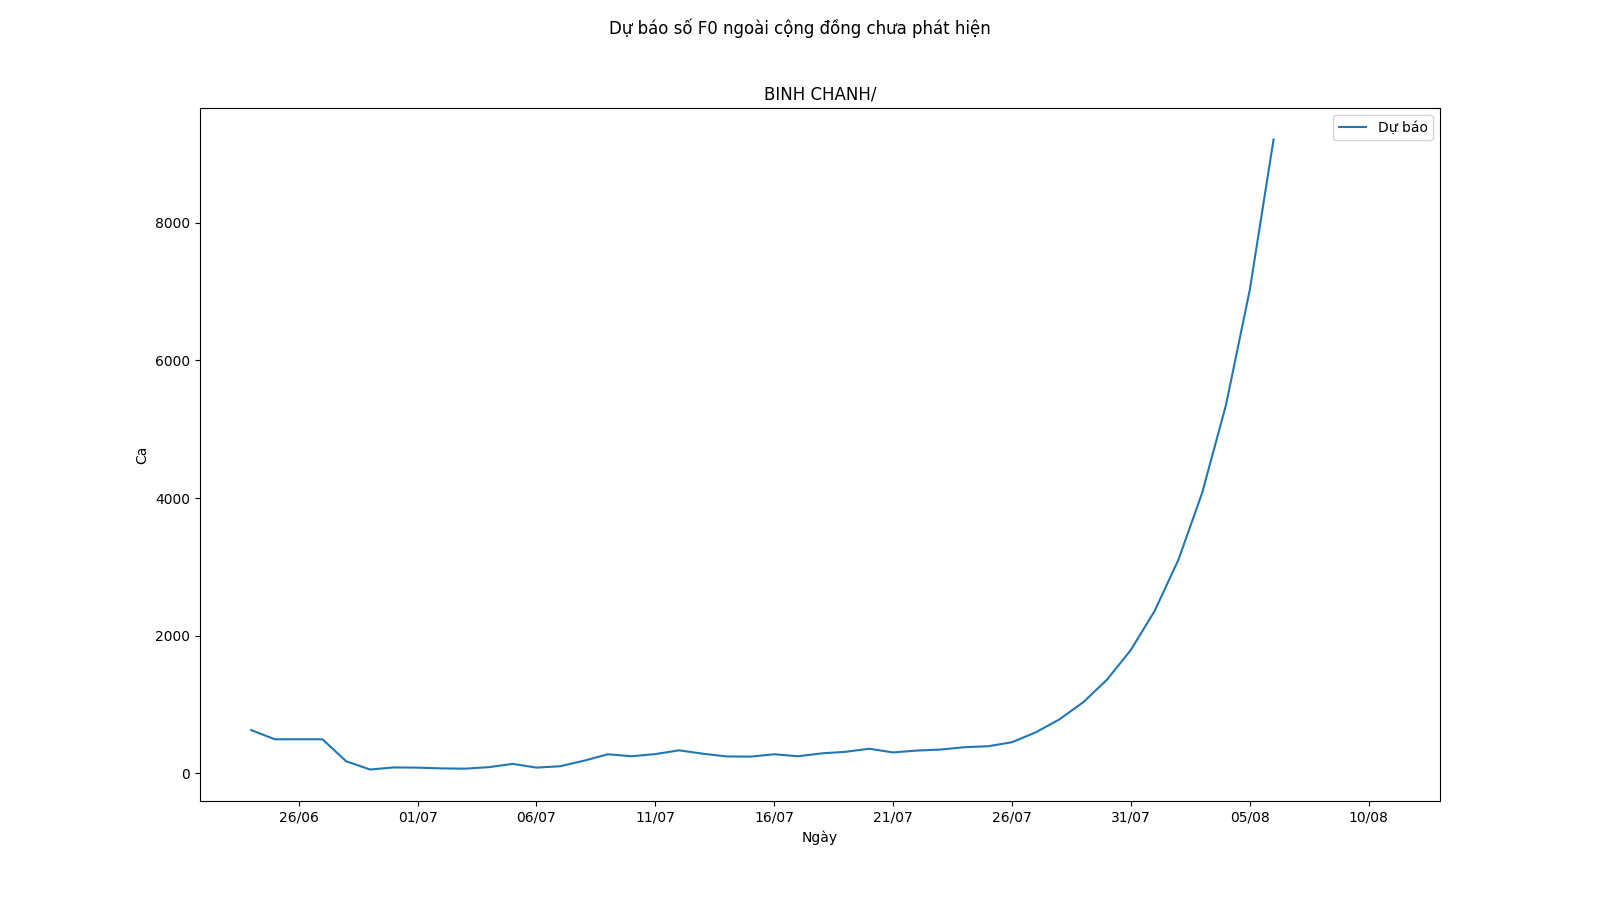 Dự báo số F0 ngoài cộng đồng chưa phát hiện
BINH CHANH/
Dự báo
8000
6000
Ca
4000
2000
0
26/06 01/07 06/07 11/07 16/07 21/07 26/07 31/07 05/08 10/08
Ngày